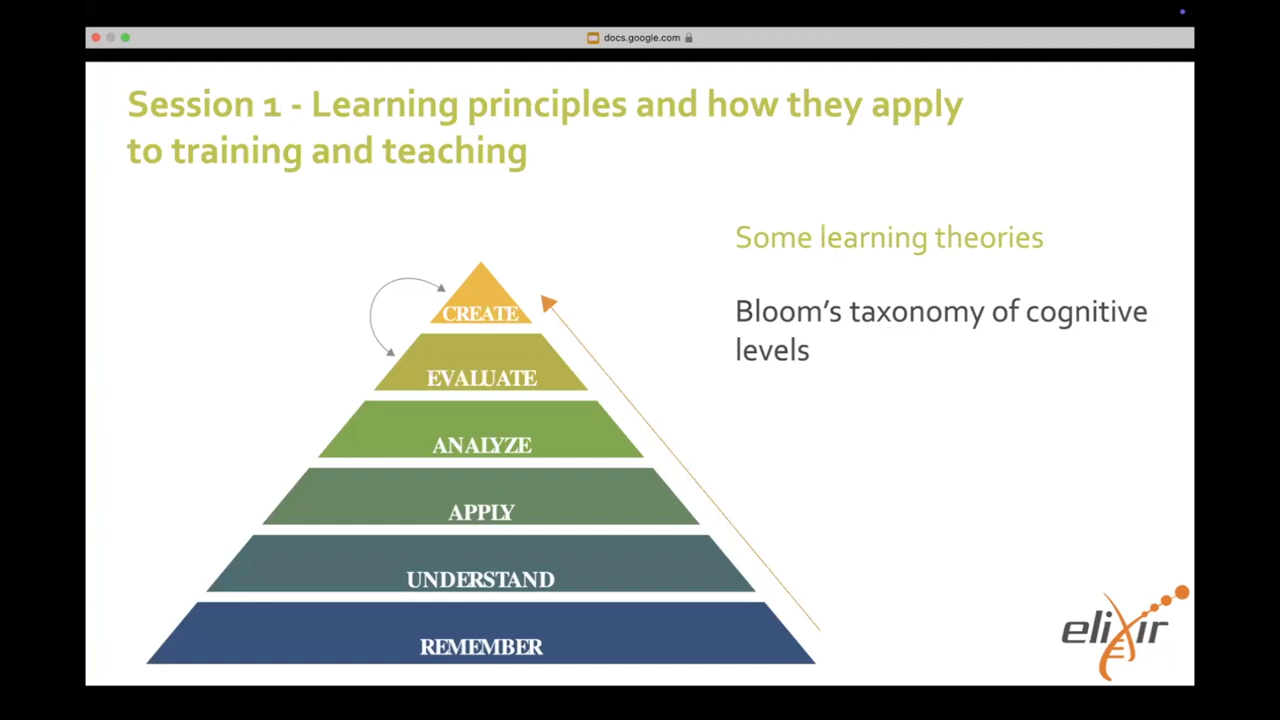 docs.google.com
Session 1 - Learning principles and how they apply
to training and teaching
Some learning theories
Bloom's taxonomy of cognitive
levels
CREATE
EVALUATE
ANALYZE
APPLY
UNDERSTAND
REMEMBER
elixir